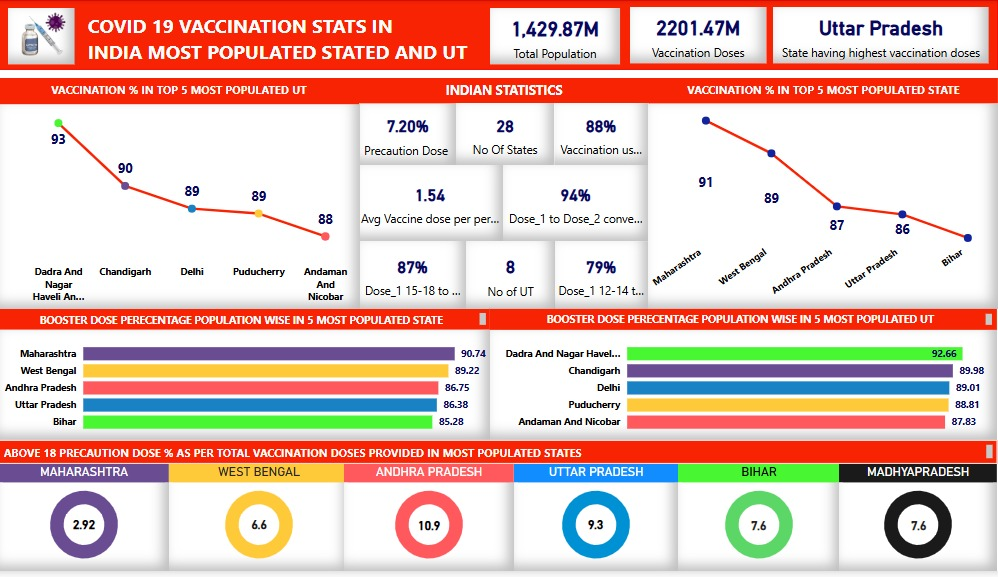 COVID 19 VACCINATION STATS IN
INDIA MOST POPULATED STATED AND UT
1,429.87M
Total Population
2201.47M
Vaccination Doses
Uttar Pradesh
State having highest vaccination doses
VACCINATION % IN TOP 5 MOST POPULATED UT
93
90
89
89
88
Dadra And
Nagar
Haveli An...
Chandigarh
Delhi
Puducherry
Andaman
And
Nicobar
INDIAN STATISTICS
7.20%
Precaution Dose
28
No Of States
88%
Vaccination us...
1.54
Avg Vaccine dose per per...
94%
Dose_1 to Dose_2 conve...
87%
Dose_1 15-18 to ...
8
No of UT
79%
Dose_1 12-14 t...
VACCINATION % IN TOP 5 MOST POPULATED STATE
91
89
87
86
Maharashtra
West Bengal
Andhra Pradesh
Uttar Pradesh
Bihar
BOOSTER DOSE PERECENTAGE POPULATION WISE IN 5 MOST POPULATED STATE
Maharashtra 90.74
West Bengal 89.22
Andhra Pradesh 86.75
Uttar Pradesh 86.38
Bihar 85.28
BOOSTER DOSE PERECENTAGE POPULATION WISE IN 5 MOST POPULATED UT
Dadra And Nagar Havel... 92.66
Chandigarh 89.98
Delhi 89.01
Puducherry 88.81
Andaman And Nicobar 87.83
ABOVE 18 PRECAUTION DOSE % AS PER TOTAL VACCINATION DOSES PROVIDED IN MOST POPULATED STATES
MAHARASHTRA
2.92
WEST BENGAL
6.6
ANDHRA PRADESH
10.9
UTTAR PRADESH
9.3
BIHAR
7.6
MADHYAPRADESH
7.6